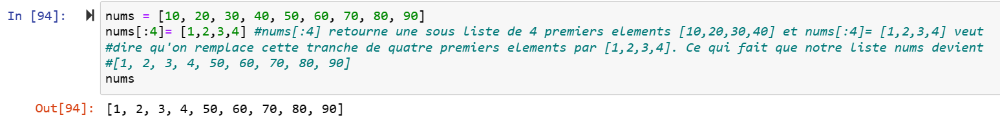 In [94]: nums = [10, 20, 30, 40, 50, 60, 70, 80, 90]
nums[:4]= [1,2,3,4] #nums[:4] retourne une sous liste de 4 premiers elements [10,20,30,40] et nums[:4]= [1,2,3,4] veut
#dire qu'on remplace cette tranche de quatre premiers elements par [1,2,3,4]. Ce qui fait que notre liste nums devient
#[1, 2, 3, 4, 50, 60, 70, 80, 90]
nums
Out[94]: [1, 2, 3, 4, 50, 60, 70, 80, 90]